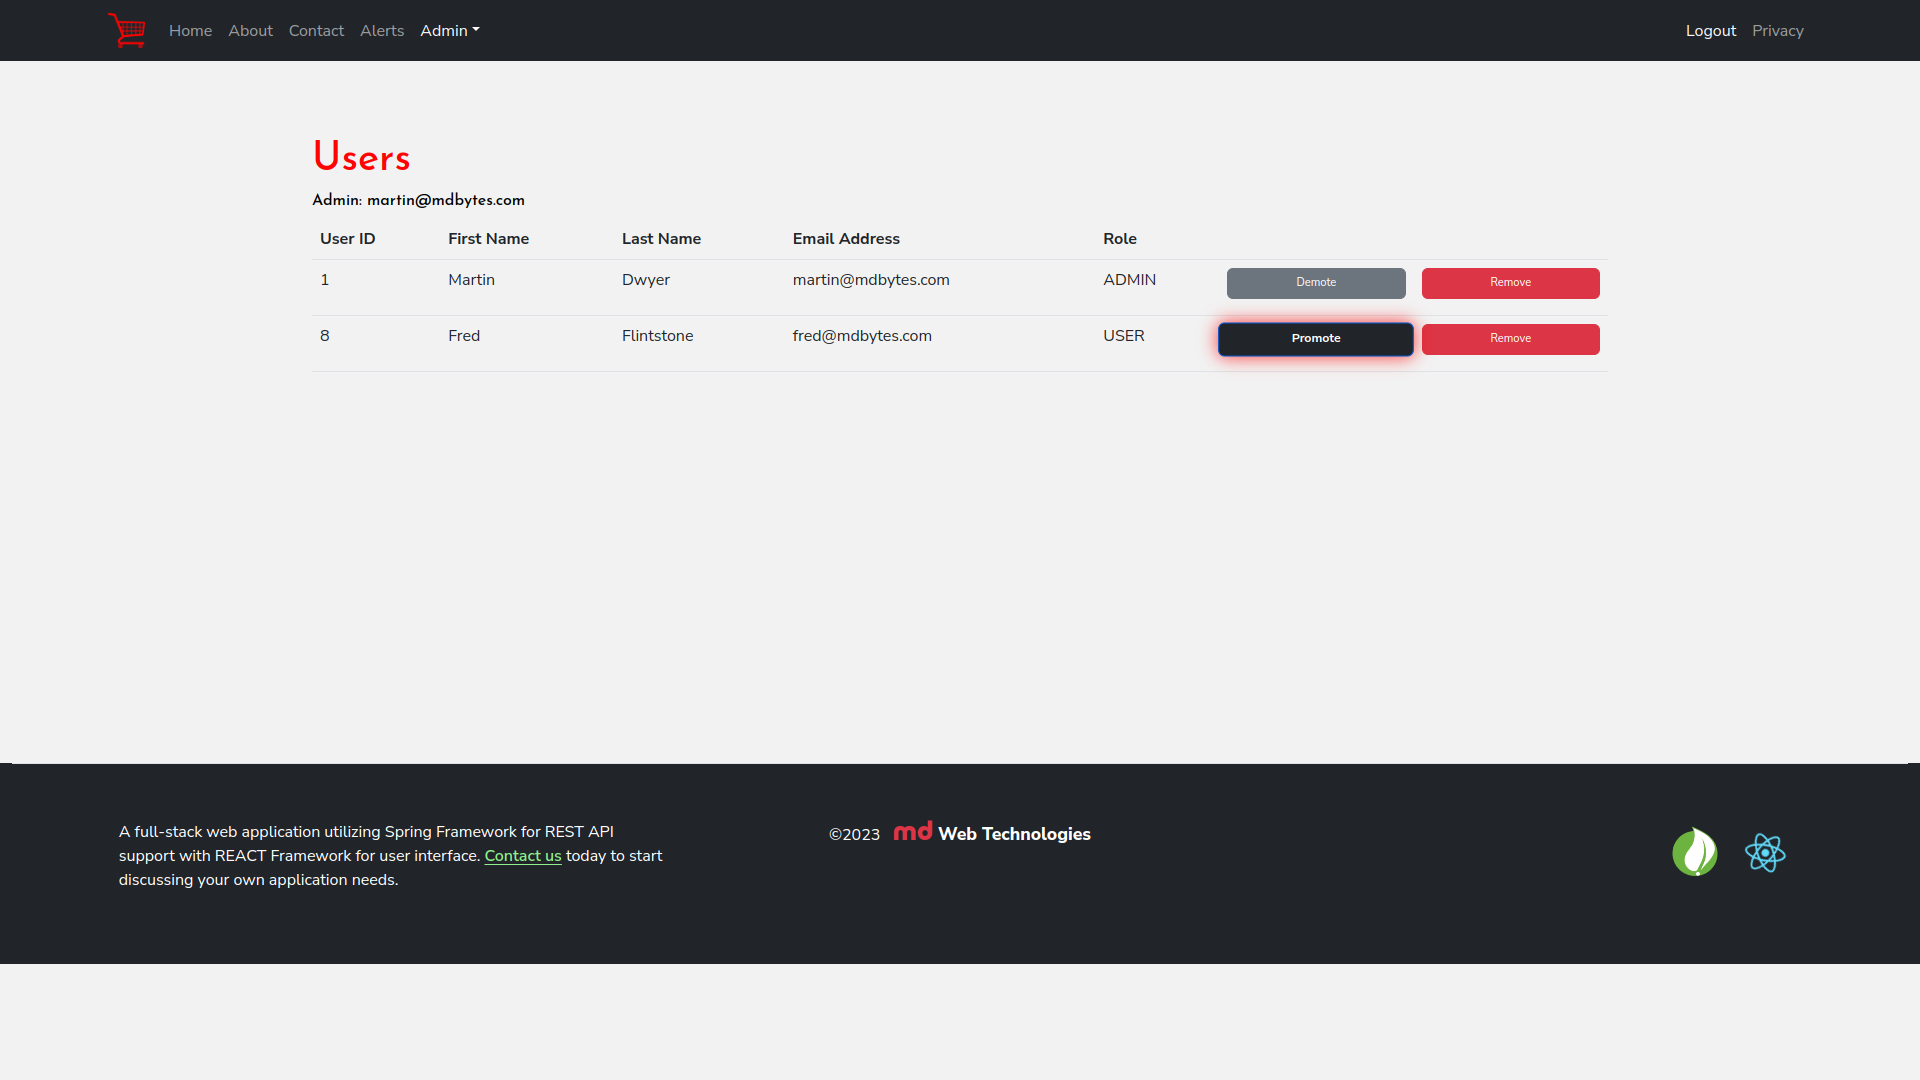 Home About Contact Alerts Admin Logout Privacy
Users
Admin: martin@mdbytes.com
User ID First Name Last Name Email Address Role
1 Martin Dwyer martin@mdbytes.com ADMIN Demote Remove
8 Fred Flintstone fred@mdbytes.com USER Promote Remove
A full-stack web application utilizing Spring Framework for REST API
support with REACT Framework for user interface. Contact us today to start
discussing your own application needs.
©2023 md Web Technologies